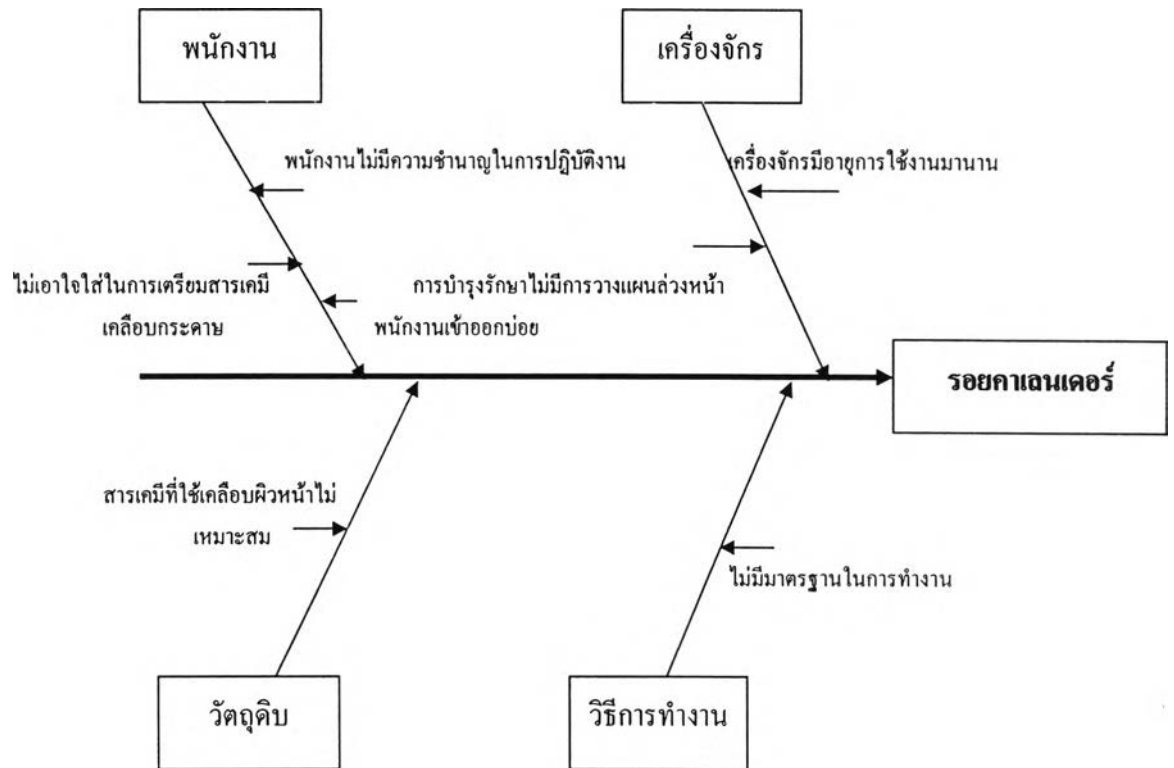 พนักงาน
เครื่องจักร
พนักงานไม่มีความชำนาญในการปฏิบัติงาน
เครื่องจักรมีอายุการใช้งานมานาน
ไม่เอาใจใส่ในการเตรียมสารเคมี
เคลือบกระดาษ
การบำรุงรักษาไม่มีการวางแผนล่วงหน้า
พนักงานเข้าออกบ่อย
รอยคาเลนเดอร์
สารเคมีที่ใช้เคลือบผิวหน้าไม่
เหมาะสม
ไม่มีมาตรฐานในการทำงาน
วัตถุดิบ
วิธีการทำงาน